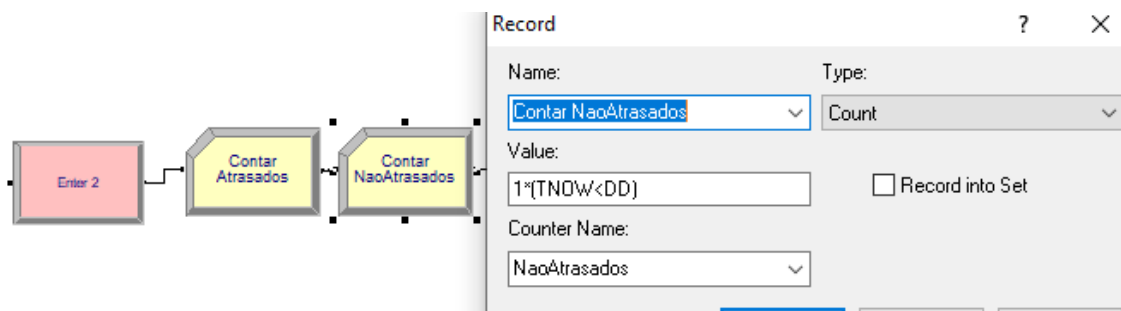 Enter 2
Contar
Atrasados
Contar
NaoAtrasados
Record
?
Name:
Type:
Contar NaoAtrasados
Count
Value:
1*(TNOW<DD)
Record into Set
Counter Name:
NaoAtrasados